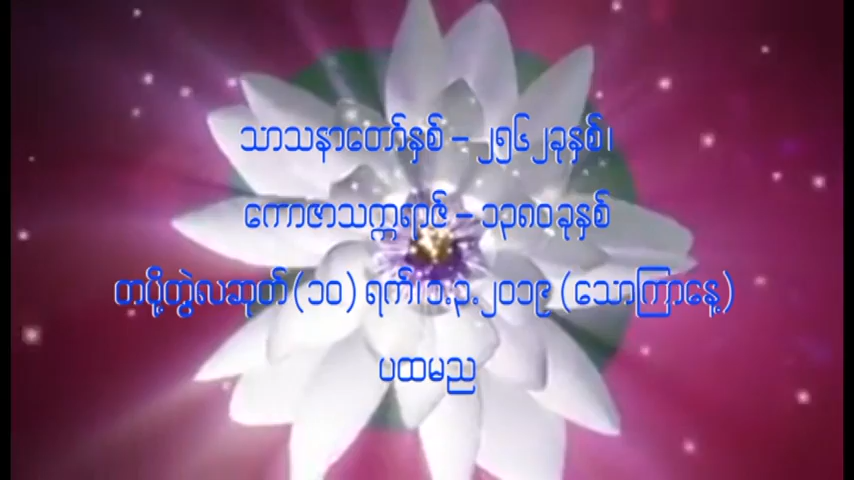 သာသနာတော်နှစ် – ၂၅၆၂ခုနှစ်၊
ကောဇာသက္ကရာဇ် – ၁၃၈၀ခုနှစ်
တပို့တွဲလဆုတ်(၁၀) ရက်၊၁.၃.၂၀၁၉ (သောကြာနေ့)
ပထမည